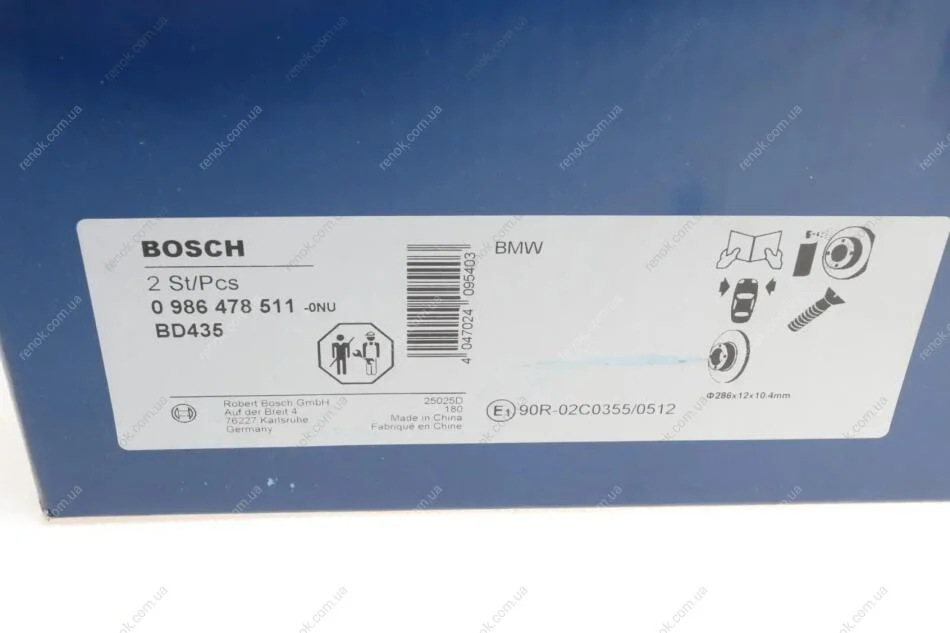 BOSCH
2 St/Pcs
0 986 478 511 -0NU
BD435
Robert Bosch GmbH
Auf der Breit 4
76227 Karlsruhe
Germany
25025D
180
Made in China
Fabriqué en Chine
4 047024 095403
BMW
E1 90R-02C0355/0512
Φ286x12x10.4mm
renok.com.ua